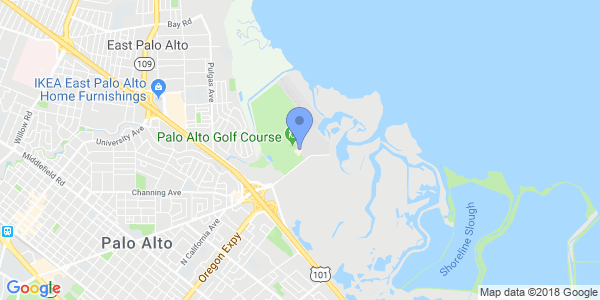 Bay Rd
East Palo Alto
109
Pulgas Ave
IKEA East Palo Alto
Home Furnishings
Willow Rd
University Ave
Palo Alto Golf Course
Middlefield Rd
Channing Ave
N California Ave
Palo Alto
Oregon Expy
101
Shoreline Slough
Google
Map data ©2018 Google